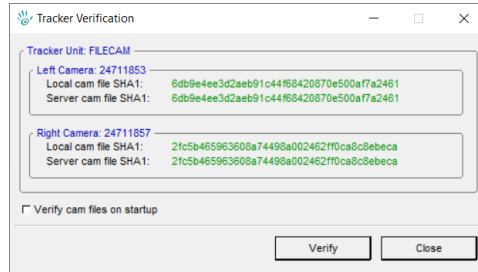 Tracker Verification
Tracker Unit: FILECAM
Left Camera: 24711853
Local cam file SHA1: 6db9e4ee3d2aeb91c44f68420870e500af7a2461
Server cam file SHA1: 6db9e4ee3d2aeb91c44f68420870e500af7a2461
Right Camera: 24711857
Local cam file SHA1: 2fc5b465963608a74498a002462ff0ca8c8ebeca
Server cam file SHA1: 2fc5b465963608a74498a002462ff0ca8c8ebeca
Verify cam files on startup
Verify Close